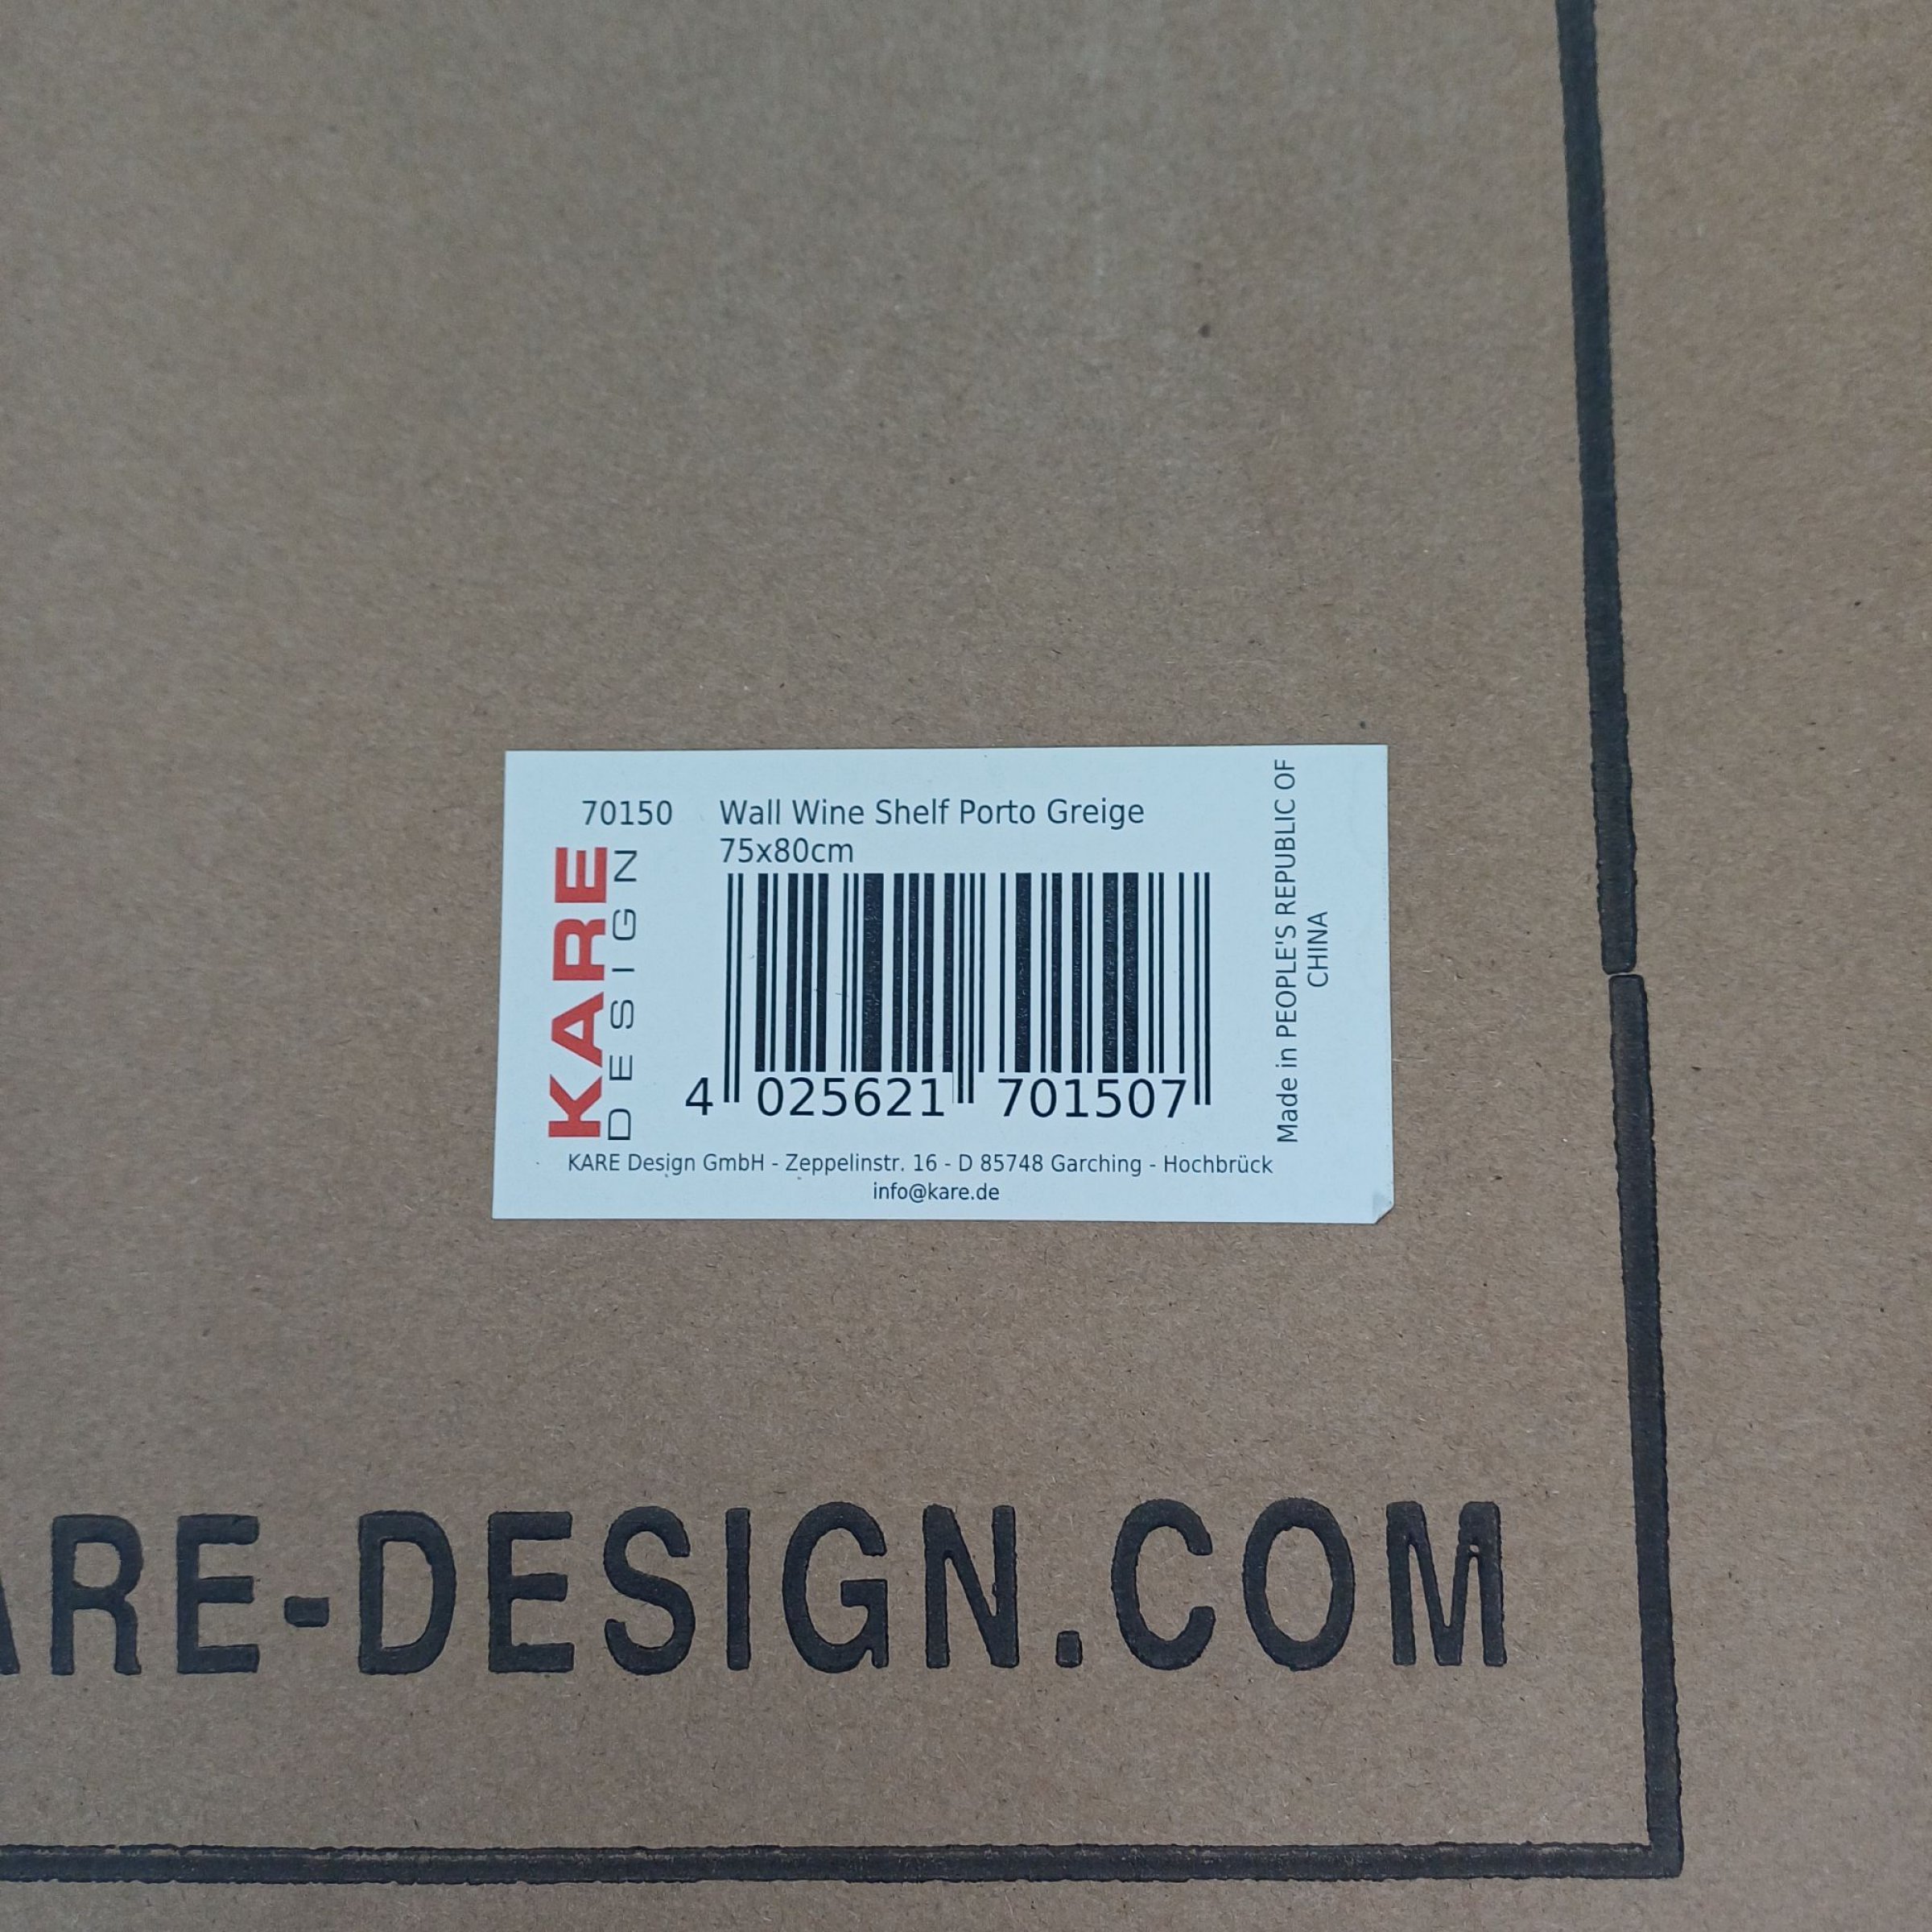 70150 Wall Wine Shelf Porto Greige
75x80cm
KARE
DESIGN
4 025621 701507
Made in PEOPLE'S REPUBLIC OF
CHINA
KARE Design GmbH - Zeppelinstr. 16 - D 85748 Garching - Hochbrück
info@kare.de
ARE-DESIGN.COM